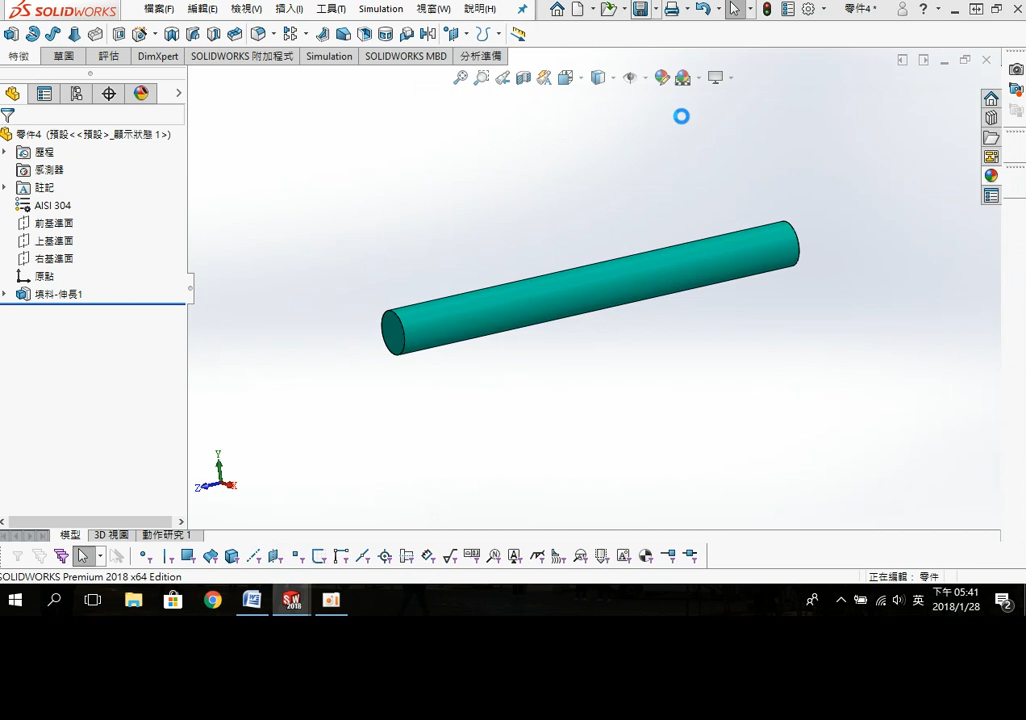 SOLIDWORKS 檔案(F) 編輯(E) 檢視(V) 插入(I) 工具(T) Simulation 視窗(W) 說明(H) 零件4 *
特徵 草圖 評估 DimXpert SOLIDWORKS 附加程式 Simulation SOLIDWORKS MBD 分析準備
零件4 (預設<<預設>_顯示狀態 1>)
歷程
感測器
註記
AISI 304
前基準面
上基準面
右基準面
原點
填料-伸長1
Y
Z X
模型 3D 視圖 動作研究 1
SOLIDWORKS Premium 2018 x64 Edition 正在編輯： 零件
SW 2018
英
下午 05:41
2018/1/28
2